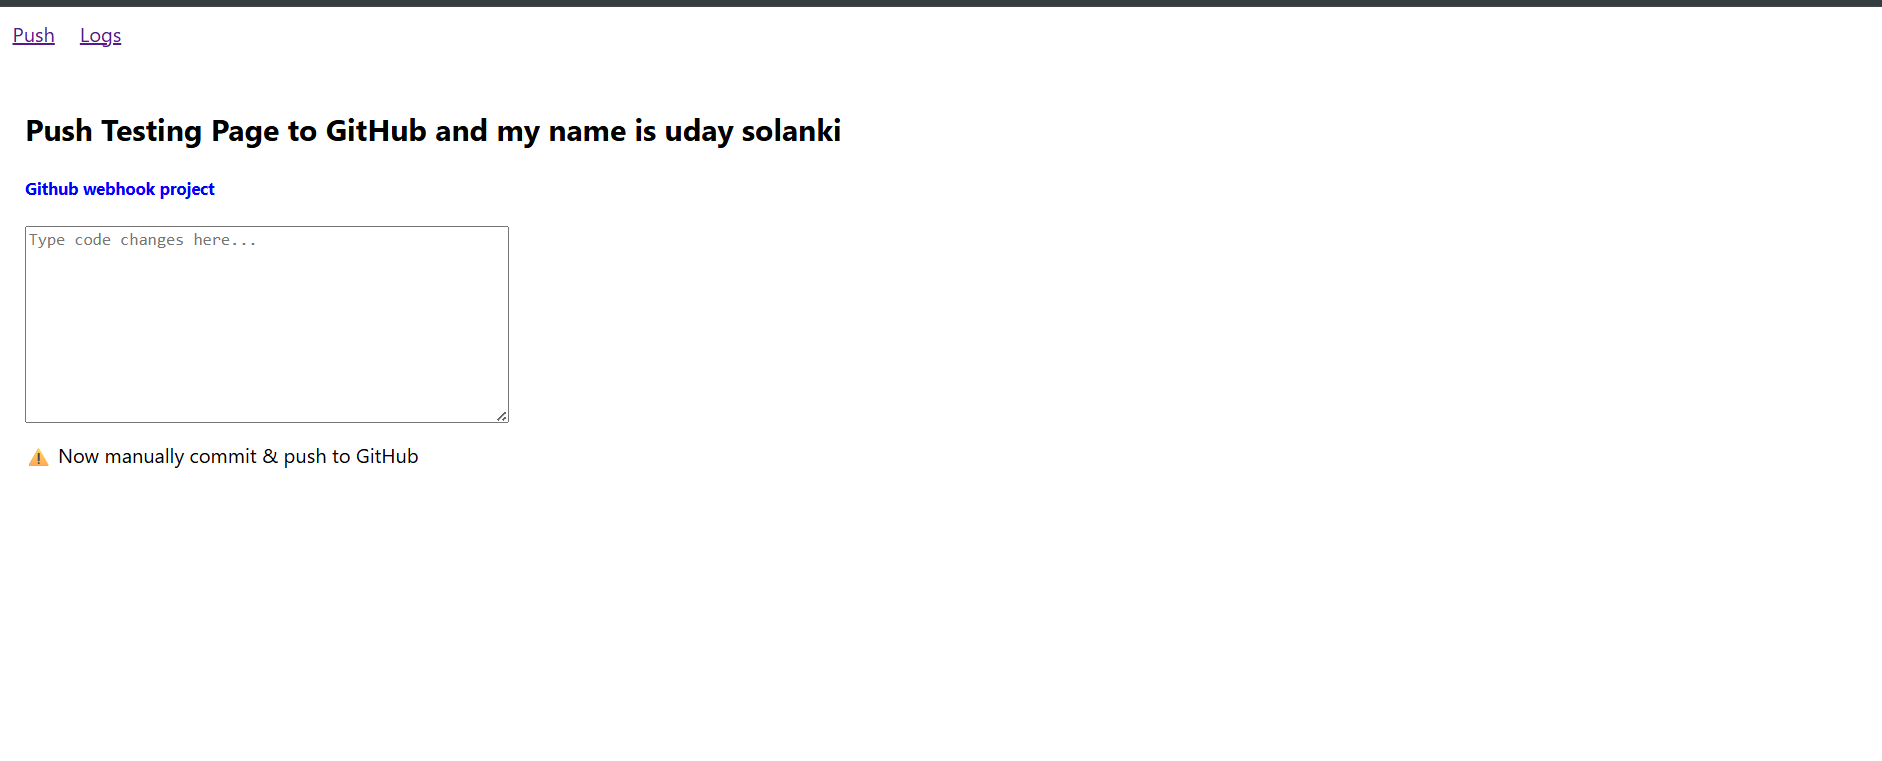 Push Logs
Push Testing Page to GitHub and my name is uday solanki
Github webhook project
Type code changes here...
⚠️ Now manually commit & push to GitHub